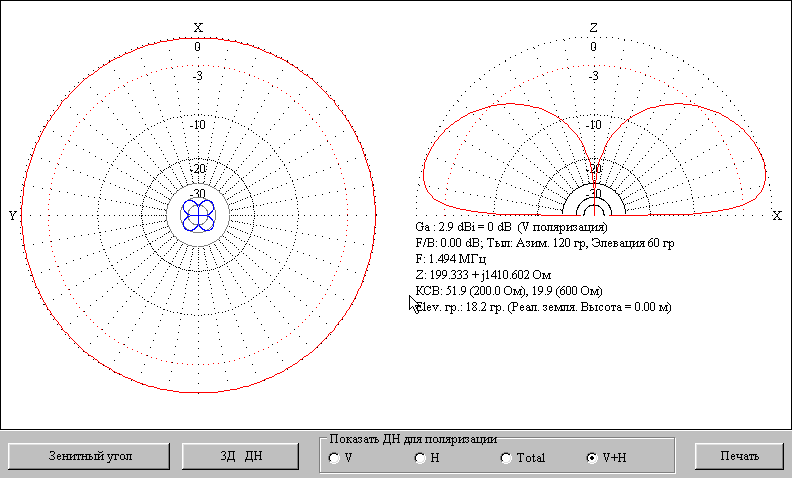 X
0
-3
-10
-20
-30
Y
Z
0
-3
-10
-20
-30
X
Ga : 2.9 dBi = 0 dB (V поляризация)
F/B: 0.00 dB; Тыл: Азим. 120 гр, Элевация 60 гр
F: 1.494 МГц
Z: 199.333 + j1410.602 Ом
КСВ: 51.9 (200.0 Ом), 19.9 (600 Ом)
Elev. гр.: 18.2 гр. (Реал. земля. Высота = 0.00 м)
Показать ДН для поляризации
Зенитный угол
3Д ДН
V
H
Total
V+H
Печать